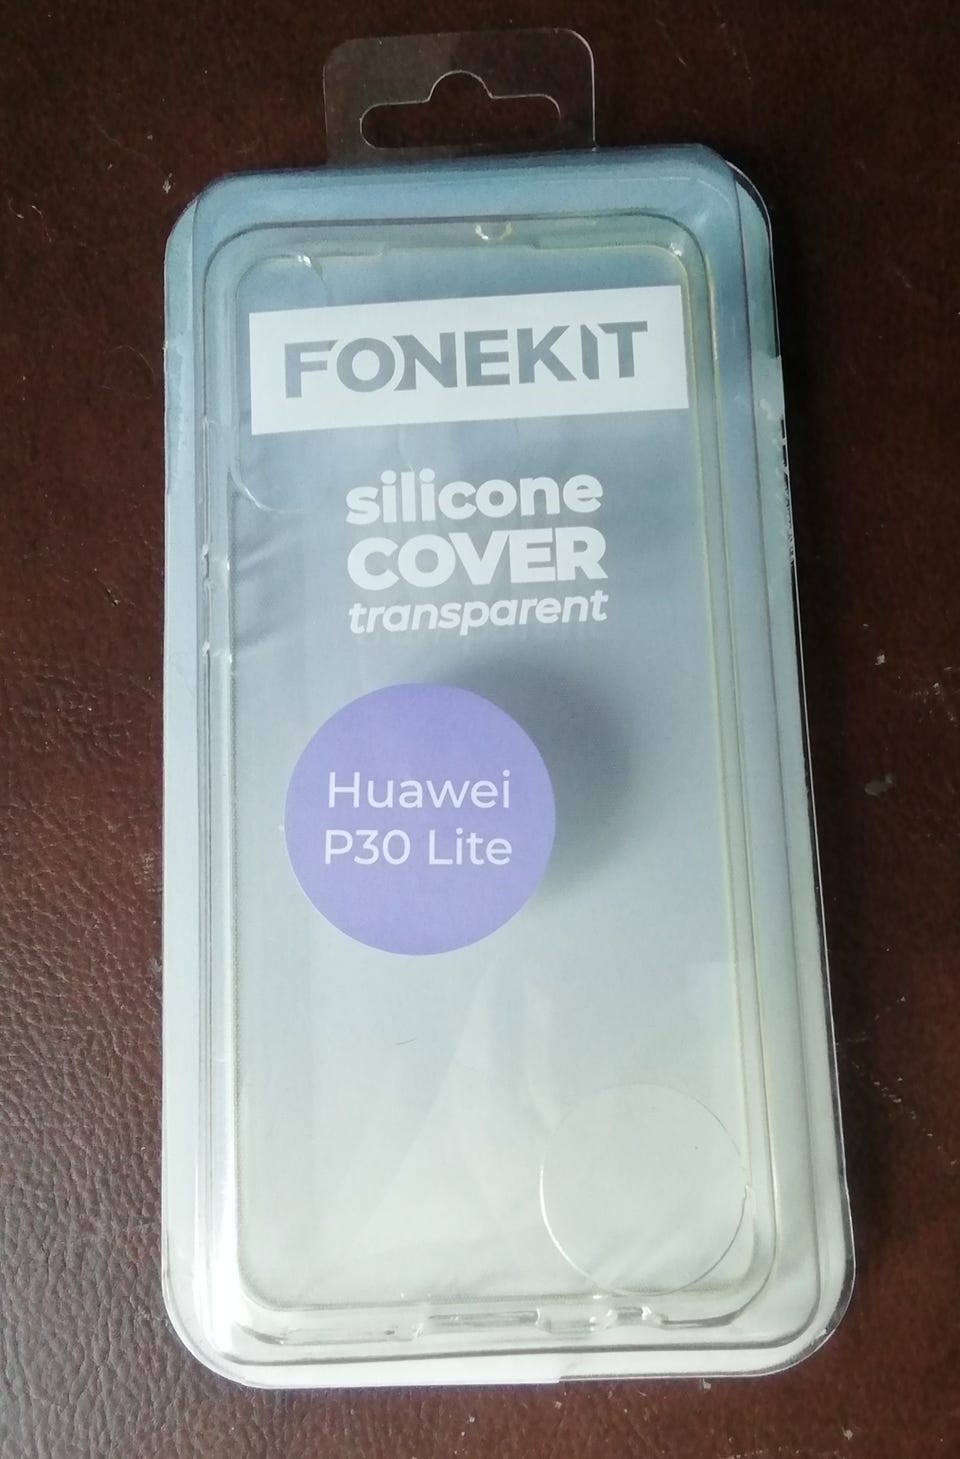 FONEKIT
silicone
COVER
transparent
Huawei
P30 Lite